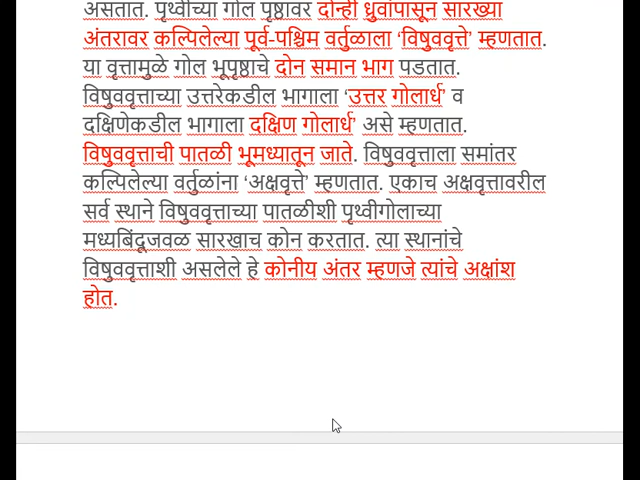 असतात. पृथ्वीच्या गोल पृष्ठावर दोन्ही ध्रुवांपासून सारख्या
अंतरावर कल्पिलेल्या पूर्व-पश्चिम वर्तुळाला ‘विषुववृत्ते’ म्हणतात.
या वृत्तामुळे गोल भूपृष्ठाचे दोन समान भाग पडतात.
विषुववृत्ताच्या उत्तरेकडील भागाला ‘उत्तर गोलार्ध’ व
दक्षिणेकडील भागाला दक्षिण गोलार्ध’ असे म्हणतात.
विषुववृत्ताची पातळी भूमध्यातून जाते. विषुववृत्ताला समांतर
कल्पिलेल्या वर्तुळांना ‘अक्षवृत्ते’ म्हणतात. एकाच अक्षवृत्तावरील
सर्व स्थाने विषुववृत्ताच्या पातळीशी पृथ्वीगोलाच्या
मध्यबिंदूजवळ सारखाच कोन करतात. त्या स्थानांचे
विषुववृत्ताशी असलेले हे कोनीय अंतर म्हणजे त्यांचे अक्षांश
होत.